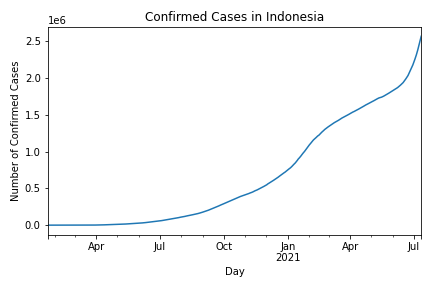 Confirmed Cases in Indonesia
1e6
2.5
2.0
1.5
1.0
0.5
0.0
Number of Confirmed Cases
Apr
Jul
Oct
Jan
2021
Apr
Jul
Day